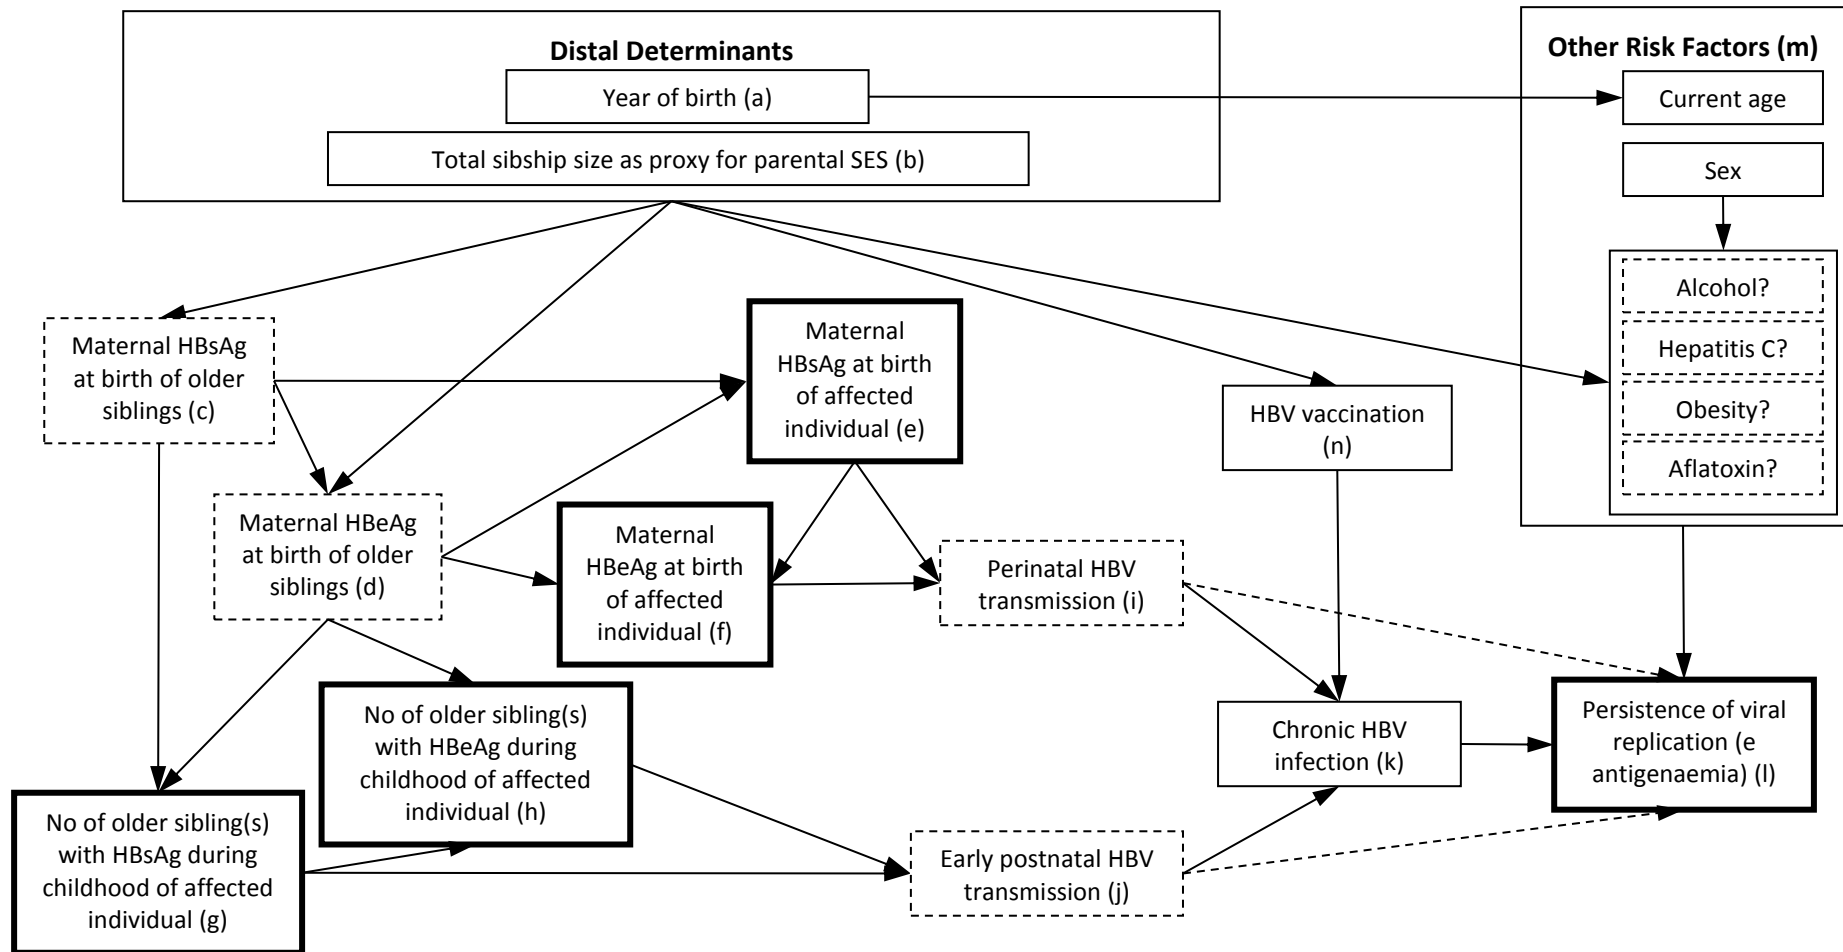 Distal Determinants
Year of birth (a)
Total sibship size as proxy for parental SES (b)
Other Risk Factors (m)
Current age
Sex
Alcohol?
Hepatitis C?
Obesity?
Aflatoxin?
Maternal HBsAg
at birth of older
siblings (c)
Maternal
HBsAg at birth
of affected
individual (e)
HBV vaccination
(n)
Maternal HBeAg
at birth of older
siblings (d)
Maternal
HBeAg at birth
of affected
individual (f)
Perinatal HBV
transmission (i)
No of older sibling(s)
with HBeAg during
childhood of affected
individual (h)
Chronic HBV
infection (k)
Persistence of viral
replication (e
antigenaemia) (l)
No of older sibling(s)
with HBsAg during
childhood of affected
individual (g)
Early postnatal HBV
transmission (j)